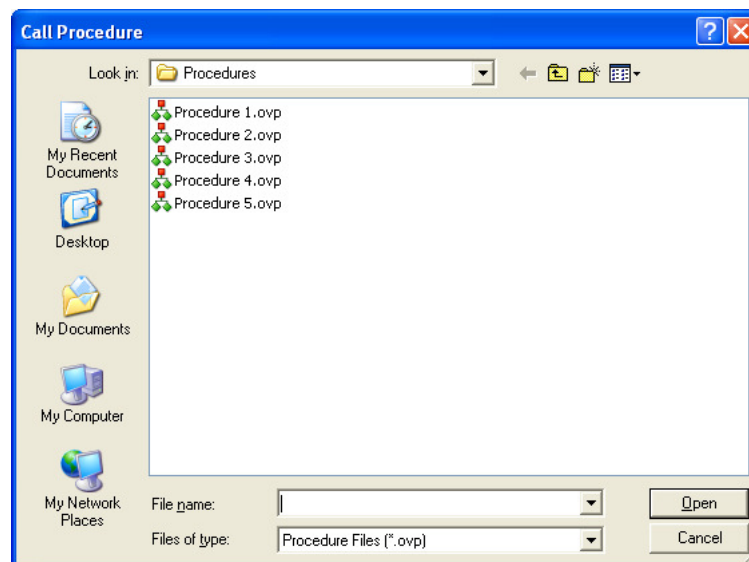 Call Procedure
Look in: Procedures
Procedure 1.ovp
Procedure 2.ovp
Procedure 3.ovp
Procedure 4.ovp
Procedure 5.ovp
My Recent
Documents
Desktop
My Documents
My Computer
My Network
Places
File name:
Open
Files of type: Procedure Files (*.ovp)
Cancel